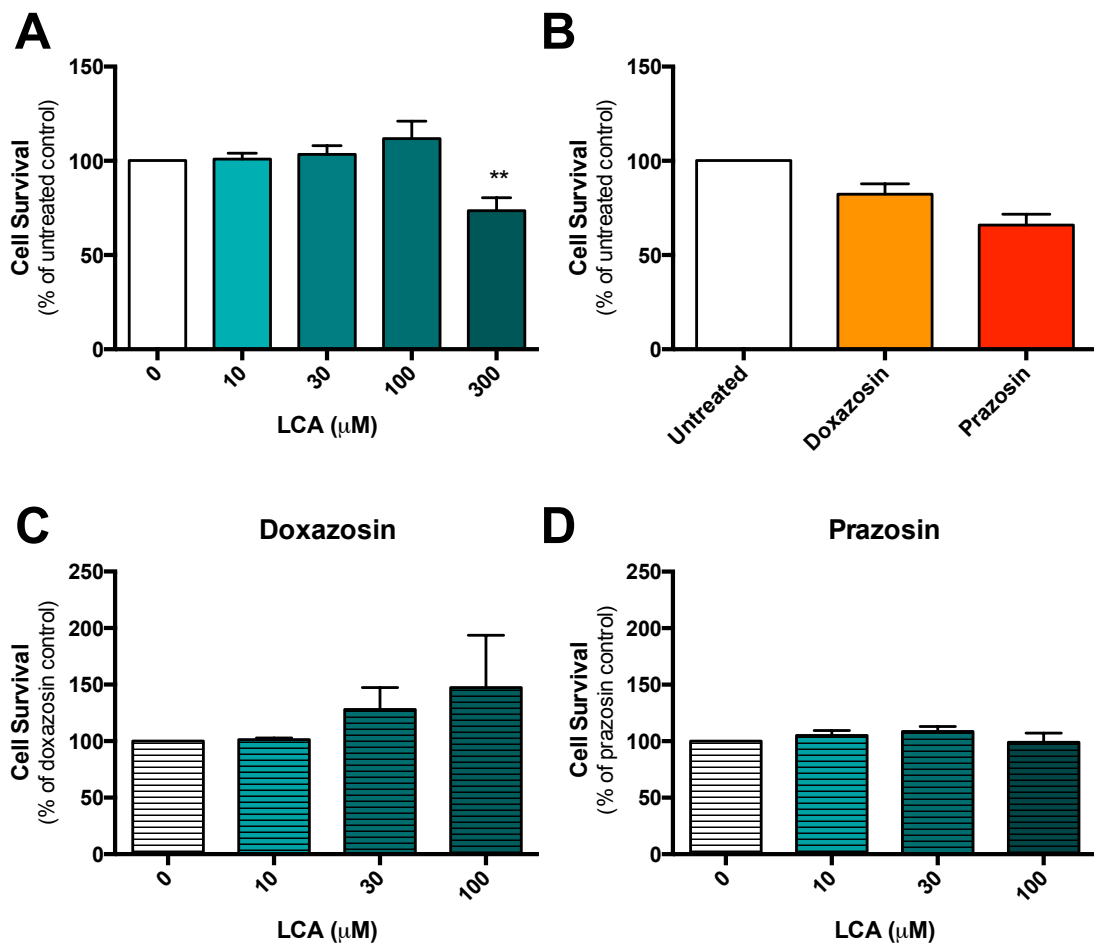 A
Cell Survival
(% of untreated control)
150
100
50
0
**
0
10
30
100
300
LCA (μM)
B
Cell Survival
(% of untreated control)
150
100
50
0
Untreated
Doxazosin
Prazosin
C
Doxazosin
Cell Survival
(% of doxazosin control)
250
200
150
100
50
0
0
10
30
100
LCA (μM)
D
Prazosin
Cell Survival
(% of prazosin control)
250
200
150
100
50
0
0
10
30
100
LCA (μM)